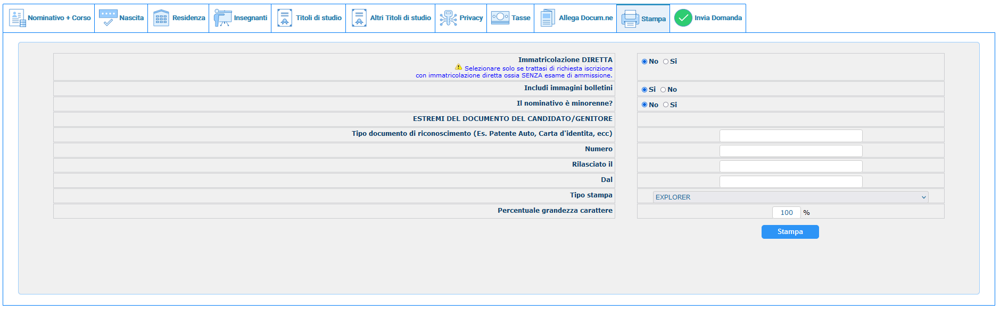 Nominativo + Corso
Nascita
Residenza
Insegnanti
Titoli di studio
Altri Titoli di studio
Privacy
Tasse
Allega Docum.ne
Stampa
Invia Domanda
Immatricolazione DIRETTA
Selezionare solo se trattasi di richiesta iscrizione
con immatricolazione diretta ossia SENZA esame di ammissione.
No Si
Includi immagini bolletini
Si No
Il nominativo è minorenne?
No Si
ESTREMI DEL DOCUMENTO DEL CANDIDATO/GENITORE
Tipo documento di riconoscimento (Es. Patente Auto, Carta d'identita, ecc)
Numero
Rilasciato il
Dal
Tipo stampa
EXPLORER
Percentuale grandezza carattere
100 %
Stampa